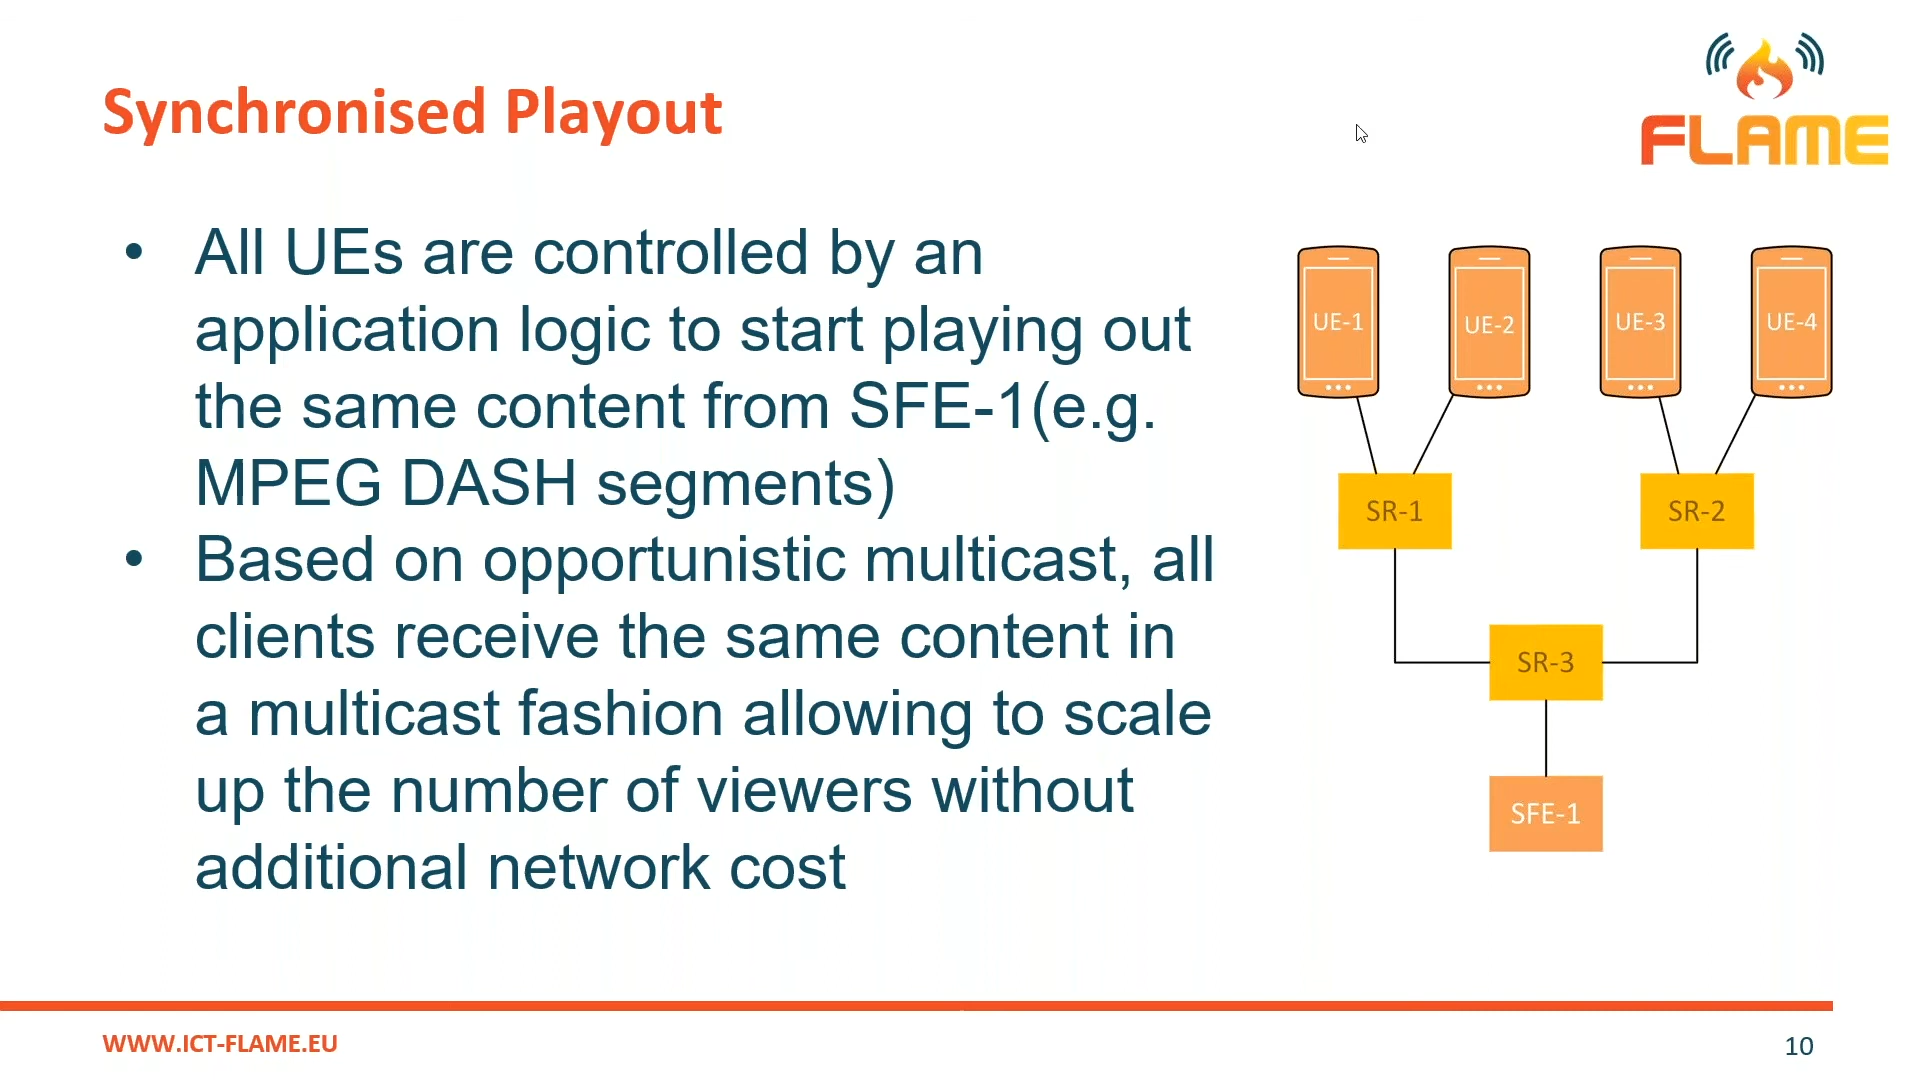 Synchronised Playout
FLAME
• All UEs are controlled by an
application logic to start playing out
the same content from SFE-1(e.g.
MPEG DASH segments)
• Based on opportunistic multicast, all
clients receive the same content in
a multicast fashion allowing to scale
up the number of viewers without
additional network cost
UE-1
UE-2
UE-3
UE-4
SR-1
SR-2
SR-3
SFE-1
WWW.ICT-FLAME.EU
10